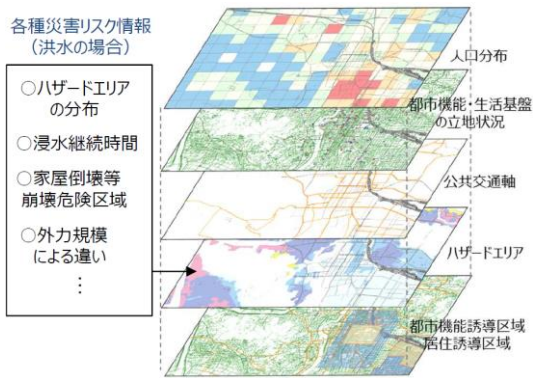 各種災害リスク情報
(洪水の場合)
○ハザードエリア
の分布
○浸水継続時間
○家屋倒壊等
崩壊危険区域
○外力規模
による違い
⋮
人口分布
都市機能・生活基盤
の立地状況
公共交通軸
ハザードエリア
都市機能誘導区域
居住誘導区域